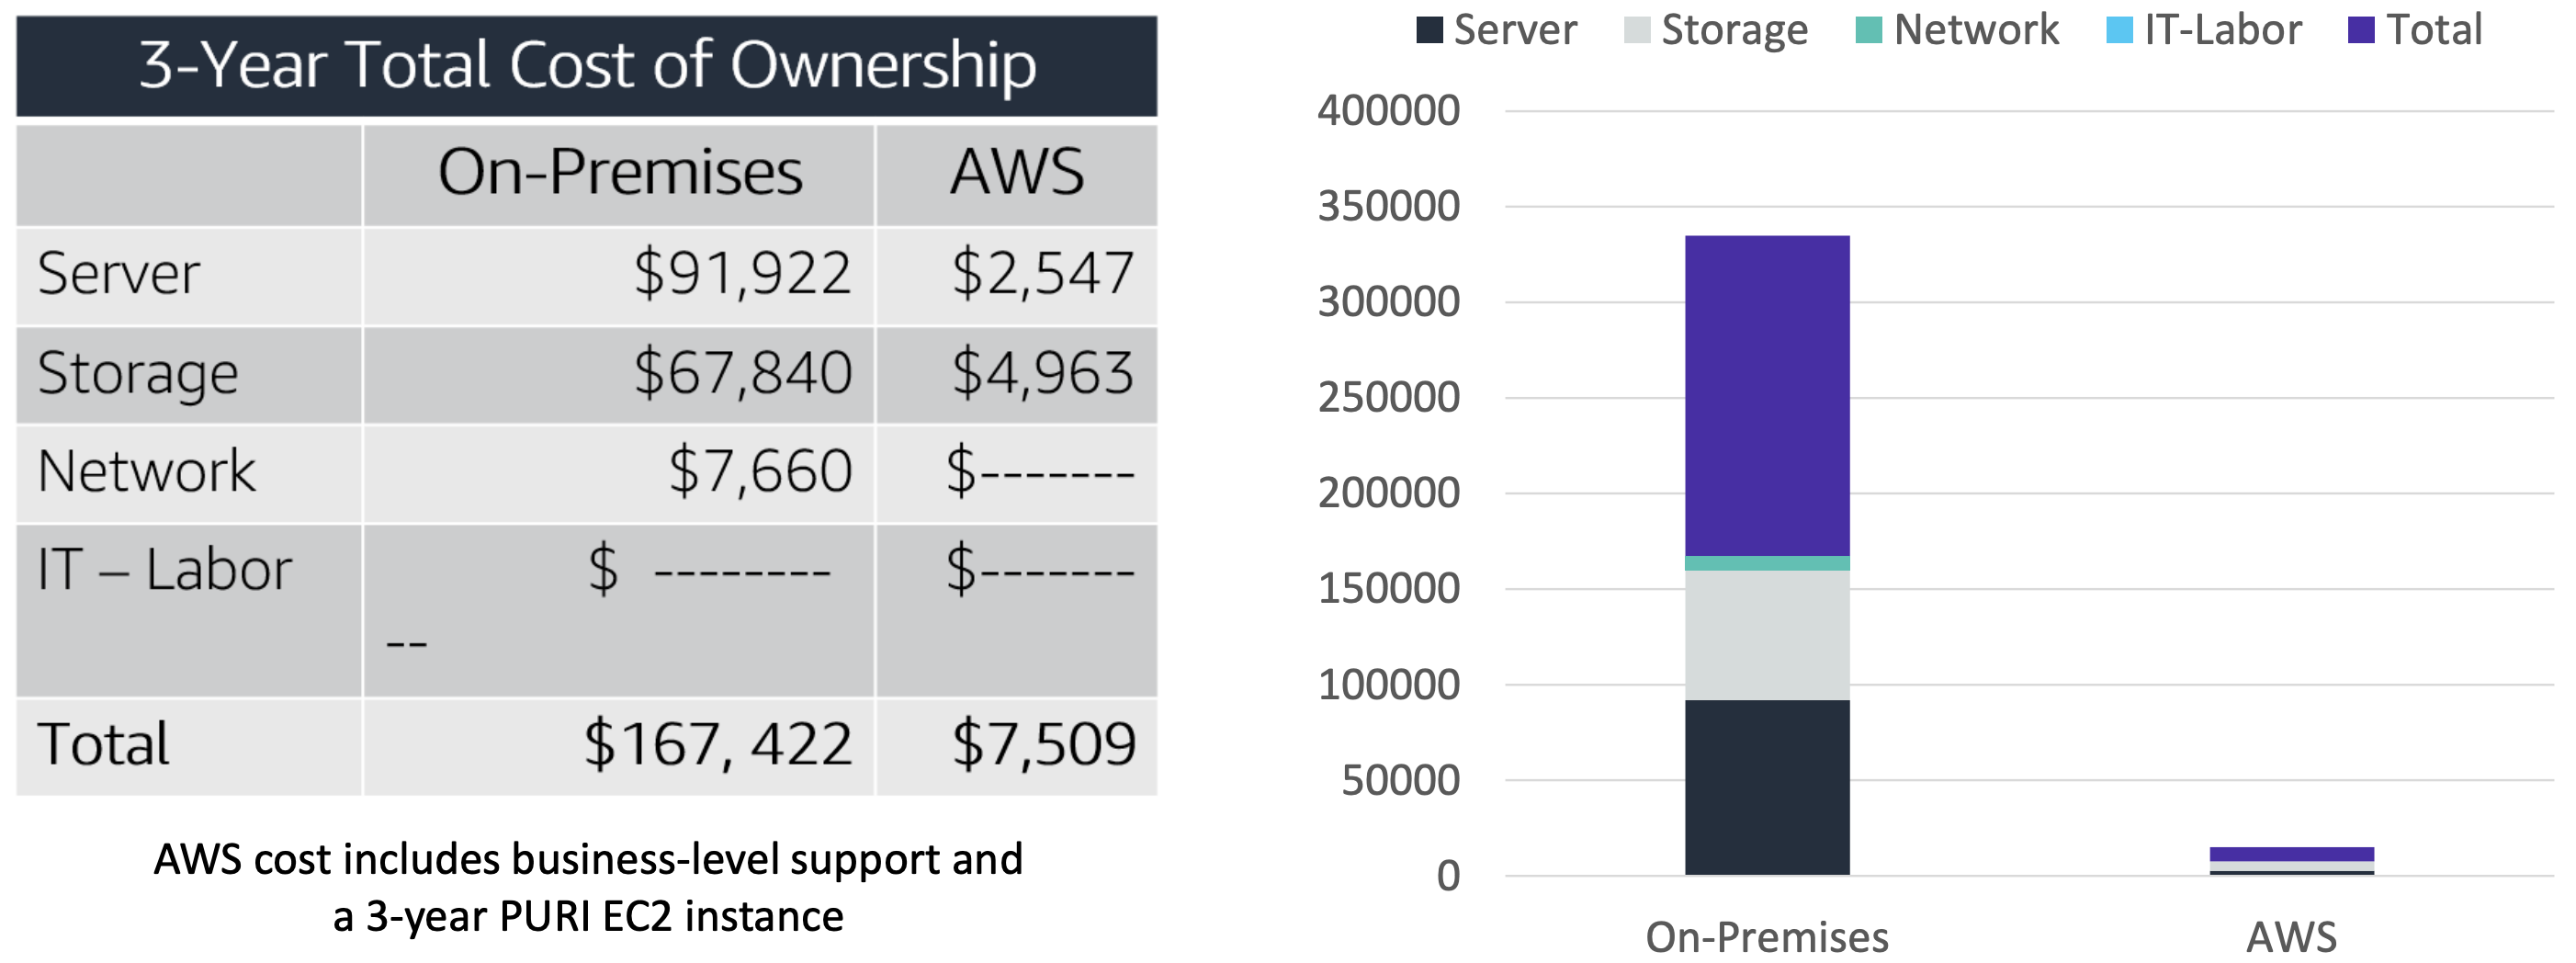 3-Year Total Cost of Ownership
On-Premises AWS
Server $91,922 $2,547
Storage $67,840 $4,963
Network $7,660 $-------
IT – Labor $ -------- $-------
--
Total $167, 422 $7,509
AWS cost includes business-level support and
a 3-year PURI EC2 instance
Server Storage Network IT-Labor Total
400000
350000
300000
250000
200000
150000
100000
50000
0
On-Premises AWS